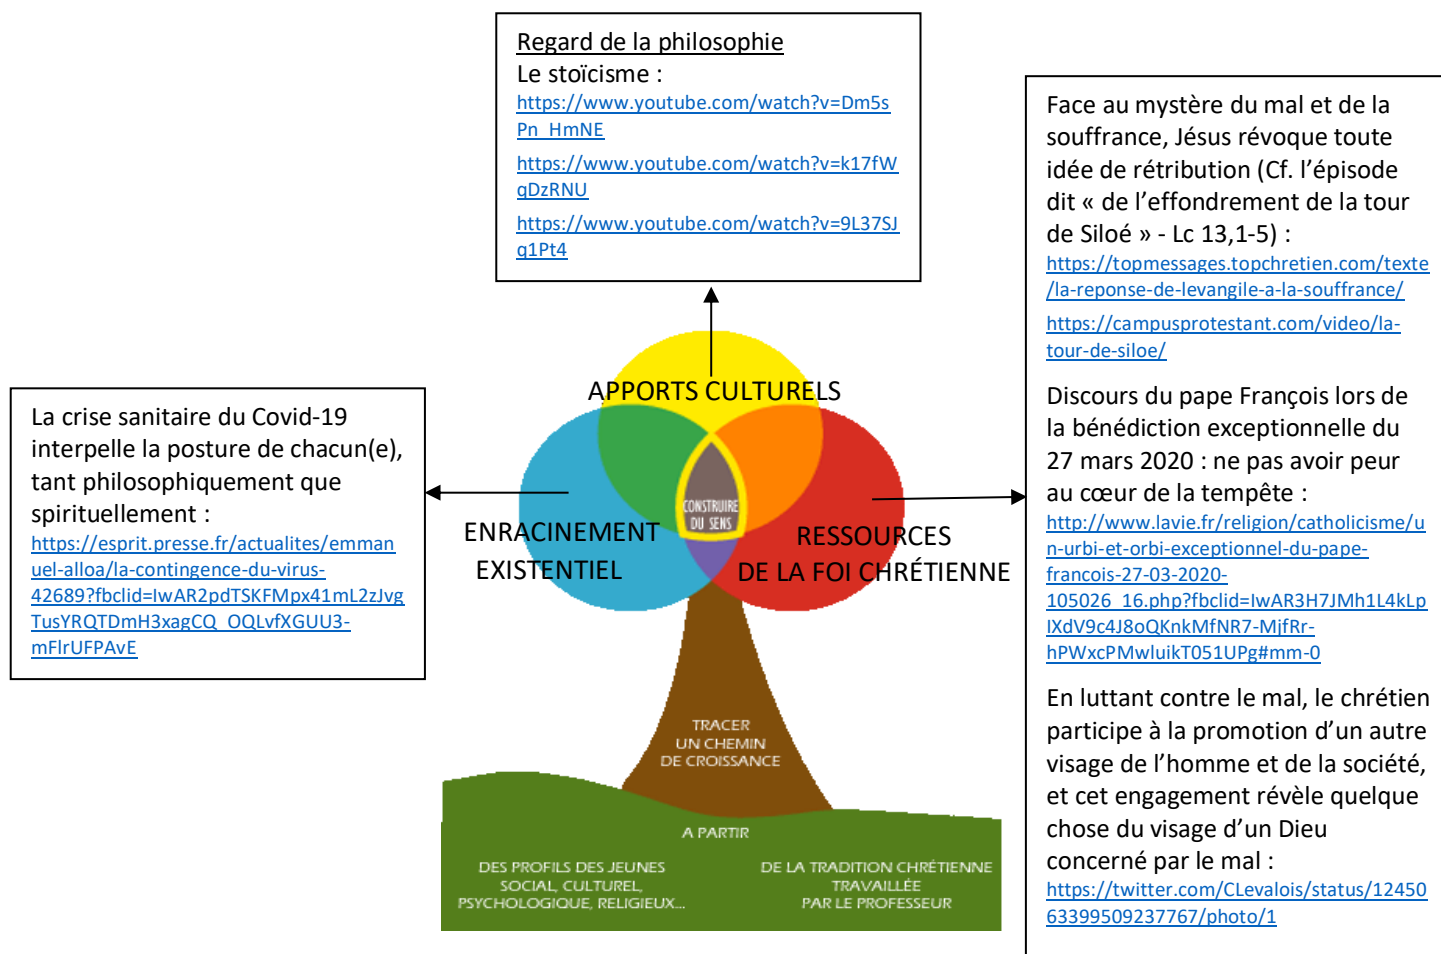 Regard de la philosophie
Le stoïcisme :
https://www.youtube.com/watch?v=Dm5s
Pn_HmNE
https://www.youtube.com/watch?v=k17fW
qDzRNU
https://www.youtube.com/watch?v=9L37SJ
q1Pt4
Face au mystère du mal et de la
souffrance, Jésus révoque toute
idée de rétribution (Cf. l’épisode
dit « de l’effondrement de la tour
de Siloé » - Lc 13,1-5) :
https://topmessages.topchretien.com/texte
/la-reponse-de-levangile-a-la-souffrance/
https://campusprotestant.com/video/la-
tour-de-siloe/
Discours du pape François lors de
la bénédiction exceptionnelle du
27 mars 2020 : ne pas avoir peur
au cœur de la tempête :
http://www.lavie.fr/religion/catholicisme/u
n-urbi-et-orbi-exceptionnel-du-pape-
francois-27-03-2020-
105026_16.php?fbclid=IwAR3H7JMh1L4kLp
IXdV9c4J8oQKnkMfNR7-MjfRr-
hPWxcPMwluikT051UPg#mm-0
En luttant contre le mal, le chrétien
participe à la promotion d’un autre
visage de l’homme et de la société,
et cet engagement révèle quelque
chose du visage d’un Dieu
concerné par le mal :
https://twitter.com/CLevalois/status/12450
63399509237767/photo/1
La crise sanitaire du Covid-19
interpelle la posture de chacun(e),
tant philosophiquement que
spirituellement :
https://esprit.presse.fr/actualites/emman
uel-alloa/la-contingence-du-virus-
42689?fbclid=IwAR2pdTSKFMpx41mL2zJvg
TusYRQTDmH3xagCQ_OQLvfXGUU3-
mFlrUFPAvE
APPORTS CULTURELS
ENRACINEMENT
EXISTENTIEL
CONSTRUIRE
DU SENS
RESSOURCES
DE LA FOI CHRÉTIENNE
TRACER
UN CHEMIN
DE CROISSANCE
A PARTIR
DES PROFILS DES JEUNES
SOCIAL, CULTUREL,
PSYCHOLOGIQUE, RELIGIEUX...
DE LA TRADITION CHRÉTIENNE
TRAVAILLÉE
PAR LE PROFESSEUR